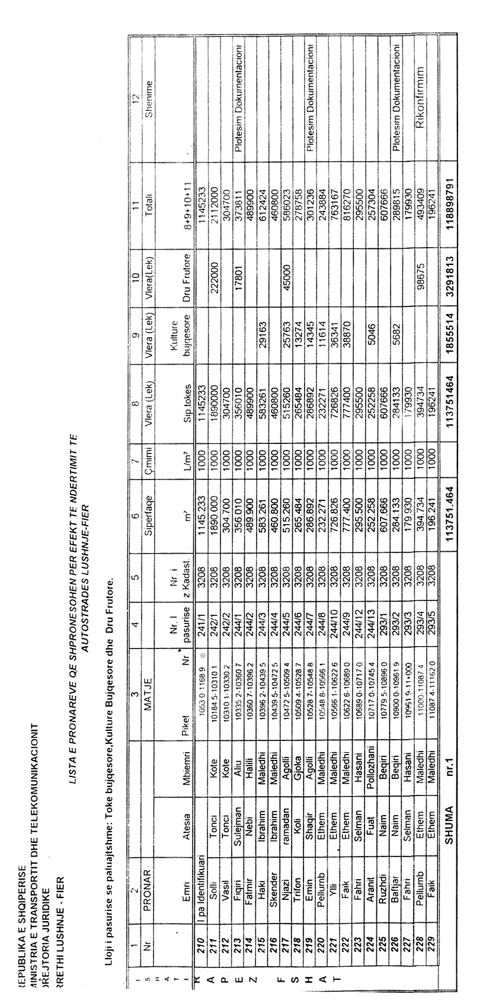 REPUBLIKA E SHQIPERISE
MINISTRIA E TRANSPORTIT DHE TELEKOMUNIKACIONIT
DREJTORIA JURIDIKE
RRETHI LUSHNJE - FIER
LISTA E PRONAREVE QE SHPRONESOHEN PER EFEKT TE NDERTIMIT TE
AUTOSTRADES LUSHNJE-FIER
Lloji i pasurise se paluajtshme: Toke bujqesore,Kulture Bujqesore dhe Dru Frutore.
F S H A T I
1 2 3 4 5 6 7 8 9 10 11 12
Nr. PRONAR. MATJE Siperfaqe Çmimi Vlera (Lek) Vlera (Lek) Vlera(Lek) Totali Shenime
Nr. I Nr. i Kulture
Emri Atesia Mbiemri Piket Nr. pasurise z.Kadast. m² L/m² Sip.tokes bujqesore Dru Frutore 8+9+10+11
K A P E Z F S H A T
210 I pa Identifikuari 1053 0-1168 9 241/1 3208 1145.233 1000 1145233 1145233
211 Solli Tonci Kote 10184 5-10310 1 242/1 3208 1890 000 1000 1890000 222000 2112000
212 Vasil Tonci Kote 10310 1-10330 2 242/2 3208 304.700 1000 304700 304700
213 Fiqiri Sulejman Aliu 10335 2-10360 7 244/1 3208 356.010 1000 356010 17801 373811 Plotesim Dokumentacioni
214 Fatmir Nebi Halili 10360 7-10396 2 244/2 3208 489.900 1000 489900 489900
215 Haki Ibrahim Maledhi 10396 2-10439 5 244/3 3208 583.261 1000 583261 29163 612424
216 Skender Ibrahim Maledhi 10439 5-10472 5 244/4 3208 460.800 1000 460800 460800
217 Njazi ramadan Agolli 10472 5-10509 4 244/5 3208 515.260 1000 515260 25763 45000 586023
218 Trifon Koli Gjoka 10509 4-10528 7 244/6 3208 265.484 1000 265484 13274 278758
219 Emin Shaqir Agolli 10528 7-10548 8 244/7 3208 286.892 1000 286892 14345 301236 Plotesim Dokumentacioni
220 Pellumb Ethem Maledhi 10548 8-10566 1 244/8 3208 232.271 1000 232271 11614 243884
221 Ylli Ethem Maledhi 10566 1-10622 6 244/10 3208 726.826 1000 726826 36341 763167
222 Faik Ethem Maledhi 10622 6-10689 0 244/9 3208 777.400 1000 777400 38870 816270
223 Fahri Selman Hasani 10689 0-10717 0 244/12 3208 295.500 1000 295500 295500
224 Aranit Fuat Pollozhani 10717 0-10745 4 244/13 3208 252.258 1000 252258 5046 257304
225 Ruzhdi Naim Beqiri 10779 5-10896 0 293/1 3208 607.666 1000 607666 607666
226 Baftjar Naim Beqiri 10900 0-10961 9 293/2 3208 284.133 1000 284133 5682 289815 Plotesim Dokumentacioni
227 Fahri Selman Hasani 10961 9-11+000 293/3 3208 179.930 1000 179930 179930
228 Pellumb Ethem Maledhi 11000-11087 4 293/4 3208 394.734 1000 394734 98675 493409 Rikonfirmim
229 Faik Ethem Maledhi 11087 4-11162 0 293/5 3208 196.241 1000 196241 196241
SHUMA nr.1 113751.464 113751464 1855514 3291813 118898791